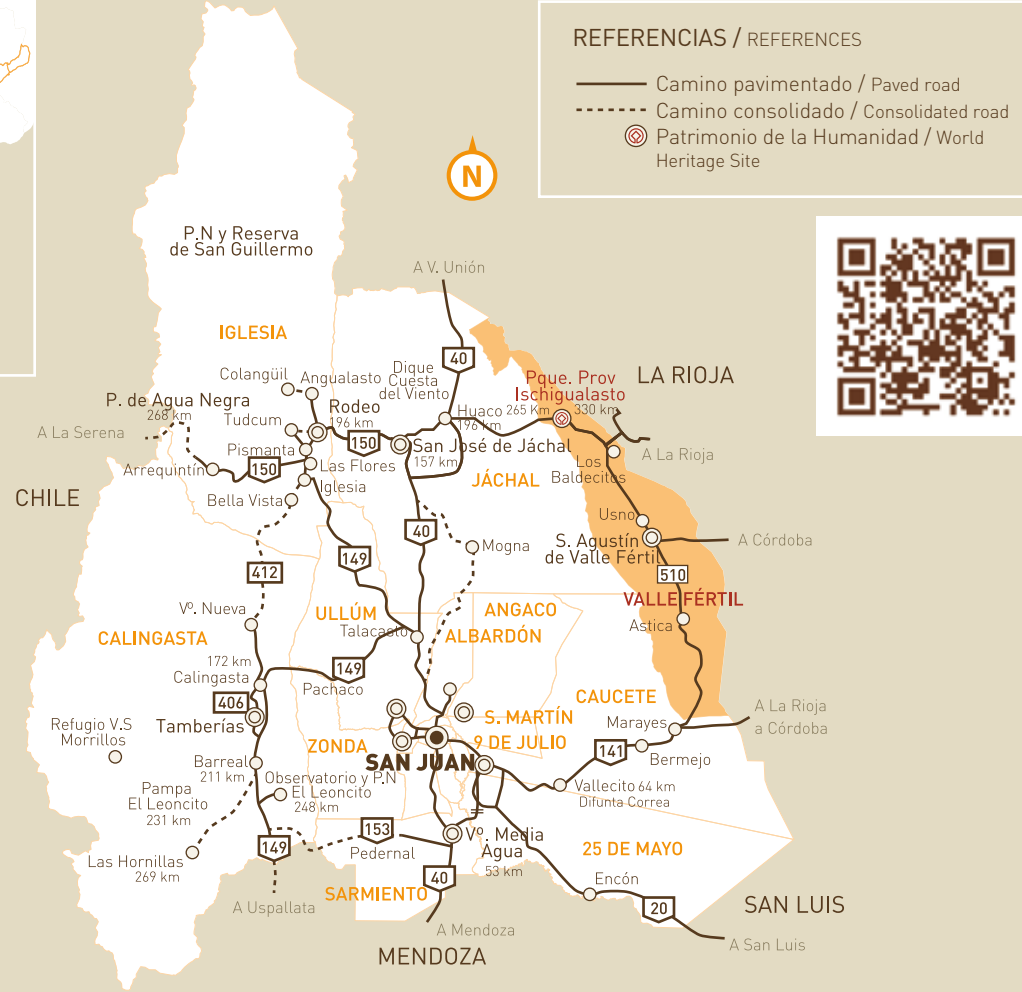 REFERENCIAS / REFERENCES
Camino pavimentado / Paved road
Camino consolidado / Consolidated road
Patrimonio de la Humanidad / World
Heritage Site
N
P.N y Reserva
de San Guillermo
A V. Unión
IGLESIA
40
Dique
Cuesta
del Viento
Colangüil
Angualasto
Pque. Prov
Ischigualasto
265 Km
330 km
LA RIOJA
P. de Agua Negra
268 km
Rodeo
196 km
Huaco
196 km
Tudcum
A La Serena
150
San José de Jáchal
157 km
Pismanta
Las Flores
A La Rioja
Arrequintín
150
Los
Baldecitos
JÁCHAL
Iglesia
CHILE
Bella Vista
Usno
40
S. Agustín
de Valle Fértil
A Córdoba
Mogna
149
412
510
VALLE FÉRTIL
Vº. Nueva
ULLÚM
ANGACO
Astica
Talacasto
ALBARDÓN
CALINGASTA
172 km
Calingasta
149
Pachaco
406
CAUCETE
A La Rioja
a Córdoba
Refugio V.S
Morrillos
Tamberías
S. MARTÍN
Marayes
ZONDA
9 DE JULIO
141
SAN JUAN
Bermejo
Barreal
211 km
Observatorio y P.N
El Leoncito
248 km
Vallecito 64 km
Difunta Correa
Pampa
El Leoncito
231 km
153
Vº. Media
Agua
53 km
149
Pedernal
25 DE MAYO
Las Hornillas
269 km
40
SARMIENTO
Encón
A Uspallata
20
SAN LUIS
A Mendoza
A San Luis
MENDOZA